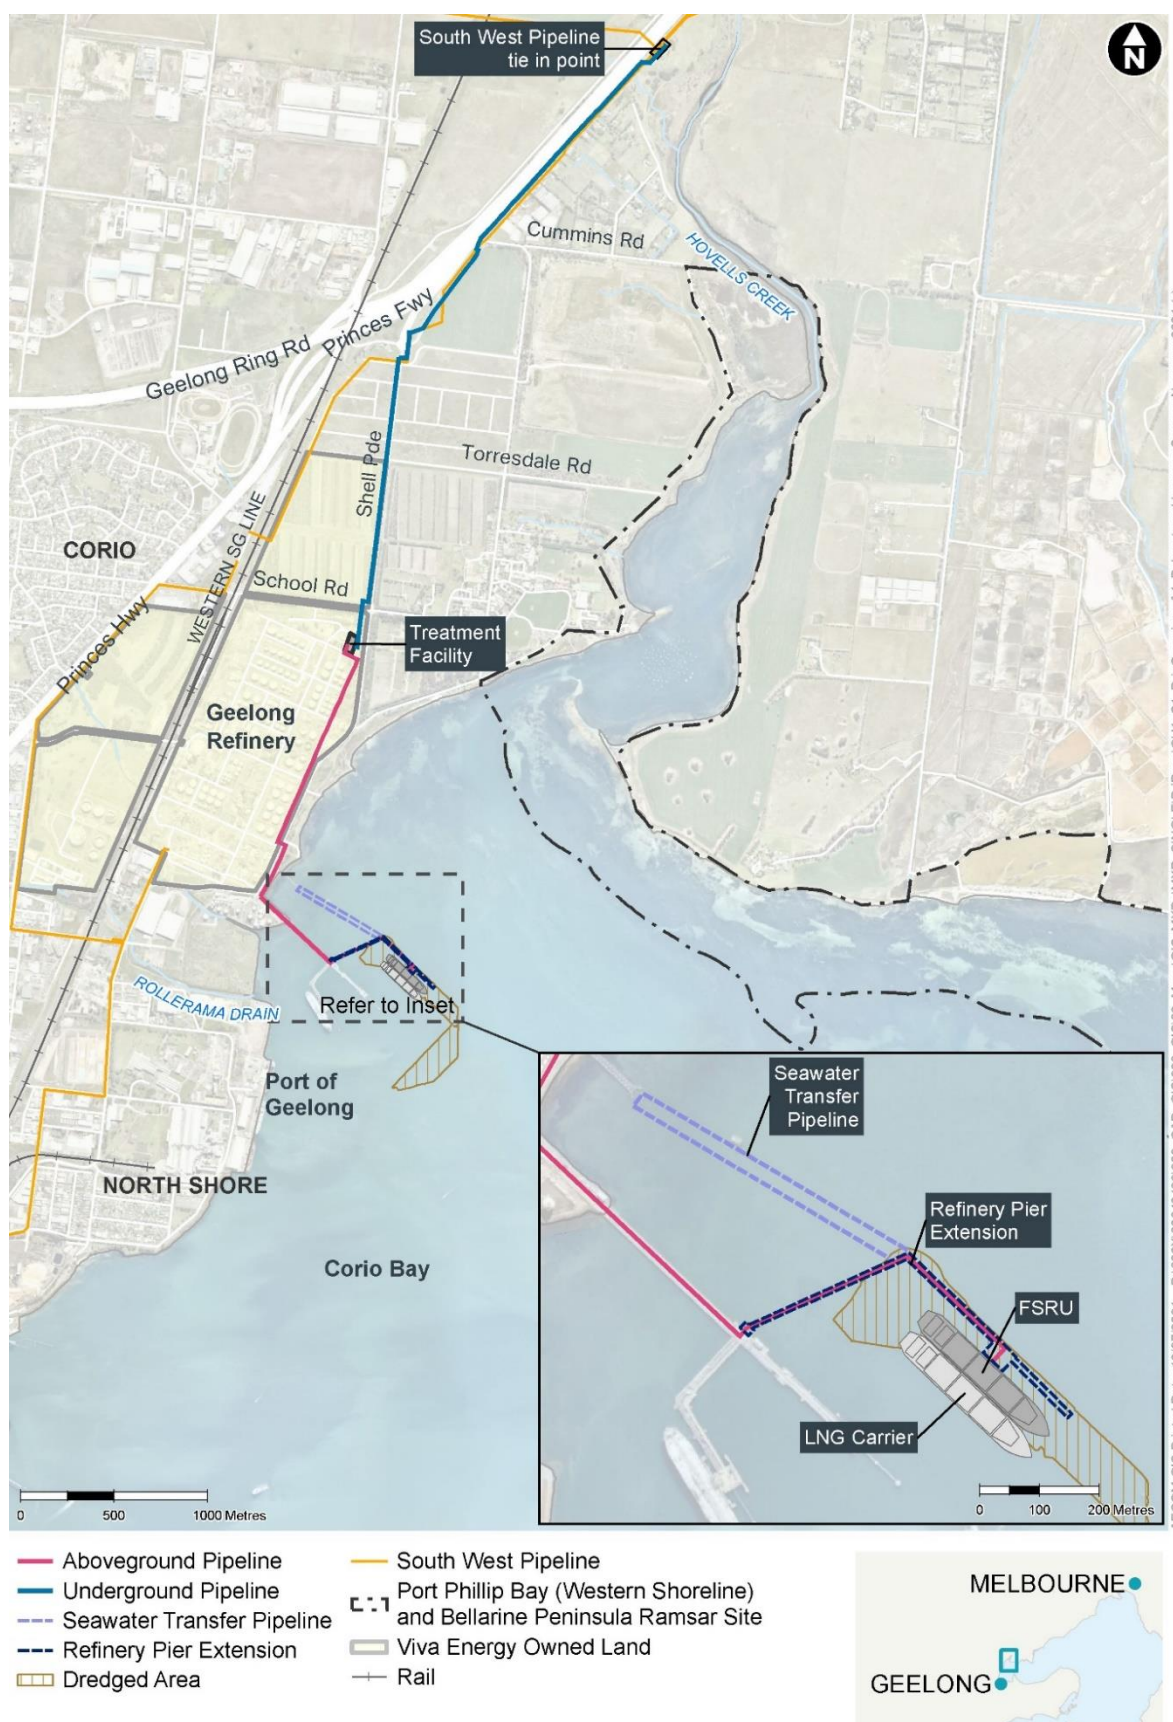 South West Pipeline
tie in point
N
Cummins Rd
HOVELLS CREEK
Princes Fwy
Geelong Ring Rd
Shell Pde
Torresdale Rd
WESTERN SG LINE
CORIO
School Rd
Princes Hwy
Treatment
Facility
Geelong
Refinery
ROLLERAMA DRAIN
Refer to Inset
Port of
Geelong
NORTH SHORE
Corio Bay
Seawater
Transfer
Pipeline
Refinery Pier
Extension
FSRU
LNG Carrier
0 500 1000 Metres
0 100 200 Metres
Aboveground Pipeline
Underground Pipeline
Seawater Transfer Pipeline
Refinery Pier Extension
Dredged Area
South West Pipeline
Port Phillip Bay (Western Shoreline)
and Bellarine Peninsula Ramsar Site
Viva Energy Owned Land
Rail
MELBOURNE
GEELONG